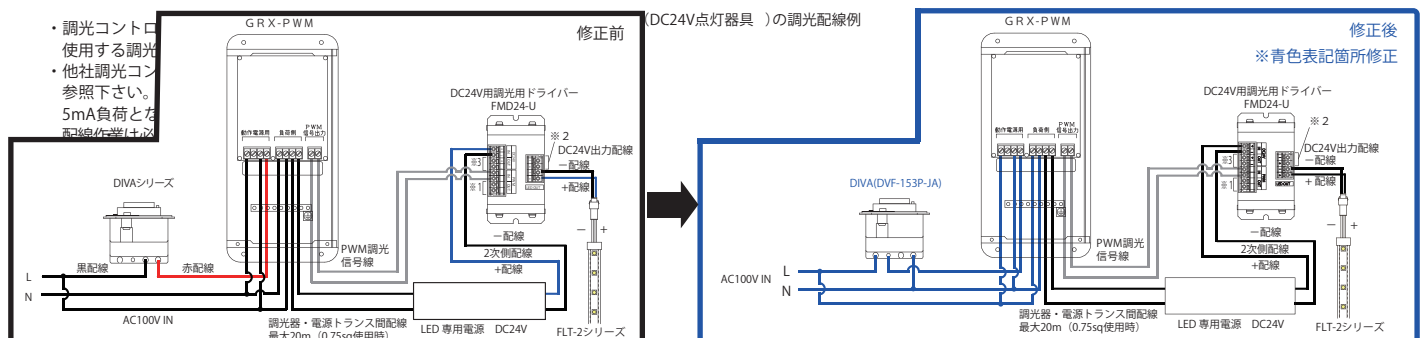 ・調光コントロ
使用する調光
・他社調光コン
参照下さい。
5mA負荷とな
配線作業は必
(DC24V点灯器具 )の調光配線例
修正前
GRX-PWM
動作電源用
負荷側
PWM
信号出力
DC24V用調光用ドライバー
FMD24-U
※2
DC24V出力配線
－配線
+配線
※3
※1
DIVAシリーズ
黒配線
赤配線
L
N
AC100V IN
PWM調光
信号線
－配線
2次側配線
+配線
－
+
調光器・電源トランス間配線
最大20m（0.75sq使用時）
LED 専用電源 DC24V
FLT-2シリーズ
修正後
※青色表記箇所修正
GRX-PWM
動作電源用
負荷側
PWM
信号出力
DC24V用調光用ドライバー
FMD24-U
※2
DC24V出力配線
－配線
+配線
※3
※1
DIVA(DVF-153P-JA)
AC100V IN
L
N
PWM調光
信号線
－配線
2次側配線
+配線
－
+
調光器・電源トランス間配線
最大20m（0.75sq使用時）
LED 専用電源 DC24V
FLT-2シリーズ